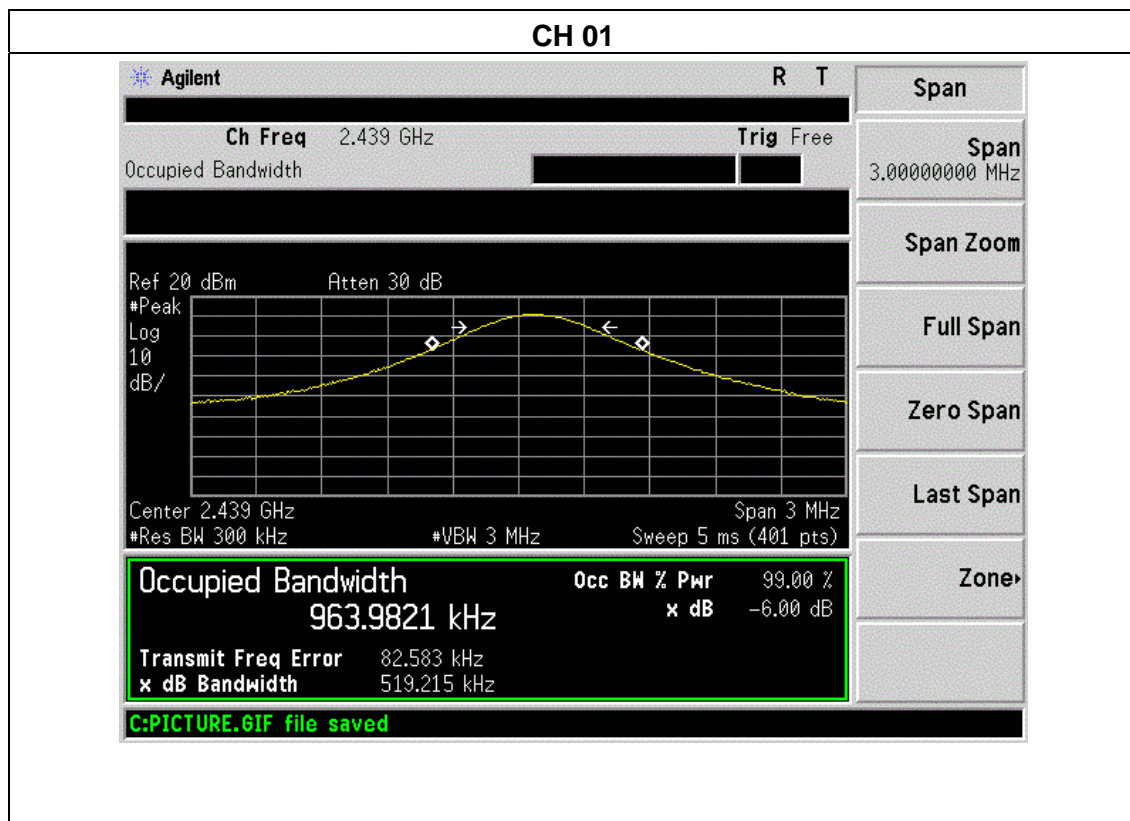 CH 01
Agilent R T
Ch Freq 2.439 GHz Trig Free
Occupied Bandwidth
Ref 20 dBm Atten 30 dB
#Peak
Log
10
dB/
Center 2.439 GHz Span 3 MHz
#Res BW 300 kHz #VBW 3 MHz Sweep 5 ms (401 pts)
Occupied Bandwidth Occ BW % Pwr 99.00 %
963.9821 kHz x dB -6.00 dB
Transmit Freq Error 82.583 kHz
x dB Bandwidth 519.215 kHz
C:PICTURE.GIF file saved
Span
Span
3.00000000 MHz
Span Zoom
Full Span
Zero Span
Last Span
Zone